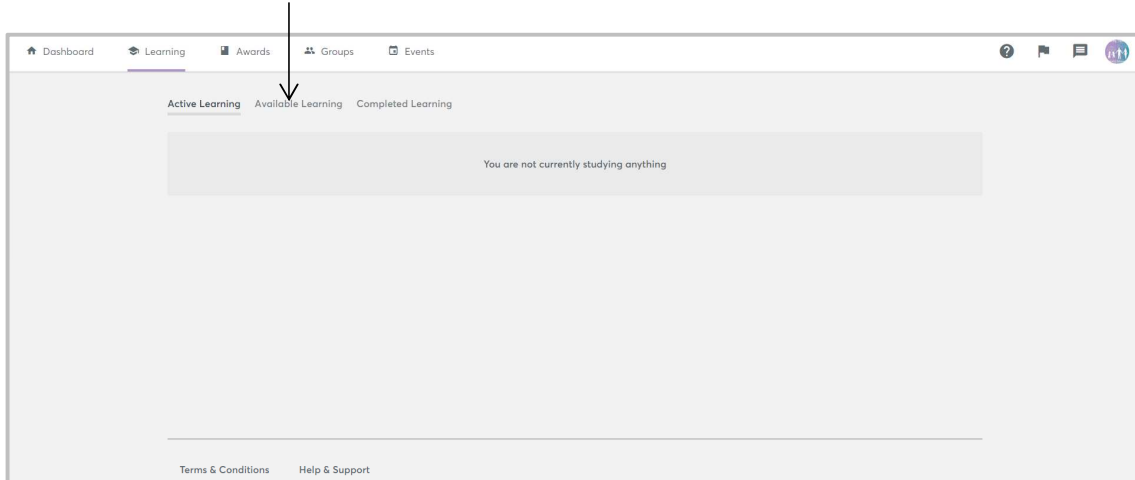 Dashboard Learning Awards Groups Events
Active Learning Available Learning Completed Learning
You are not currently studying anything
Terms & Conditions Help & Support